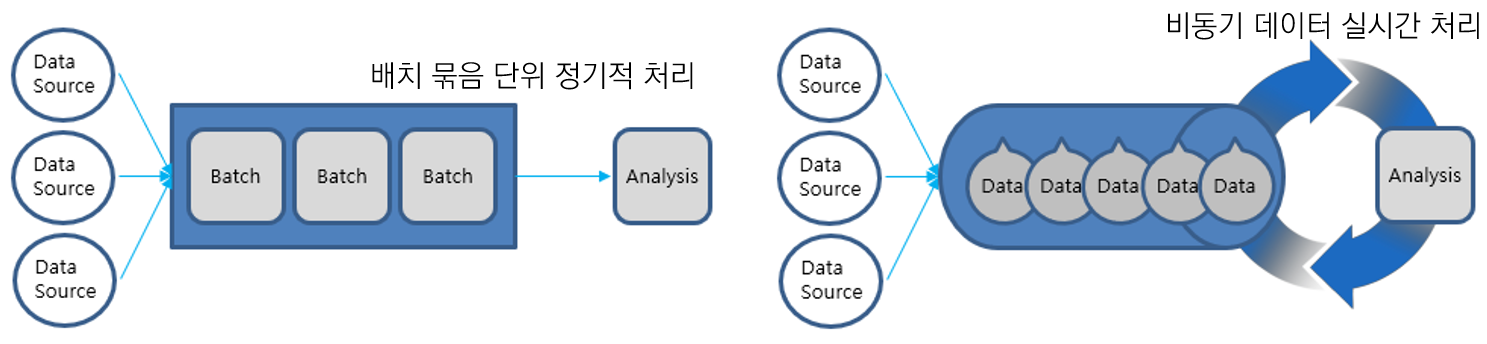 배치 묶음 단위 정기적 처리
Data
Source
Data
Source
Data
Source
Batch
Batch
Batch
Analysis
비동기 데이터 실시간 처리
Data
Source
Data
Source
Data
Source
Data
Data
Data
Data
Data
Analysis